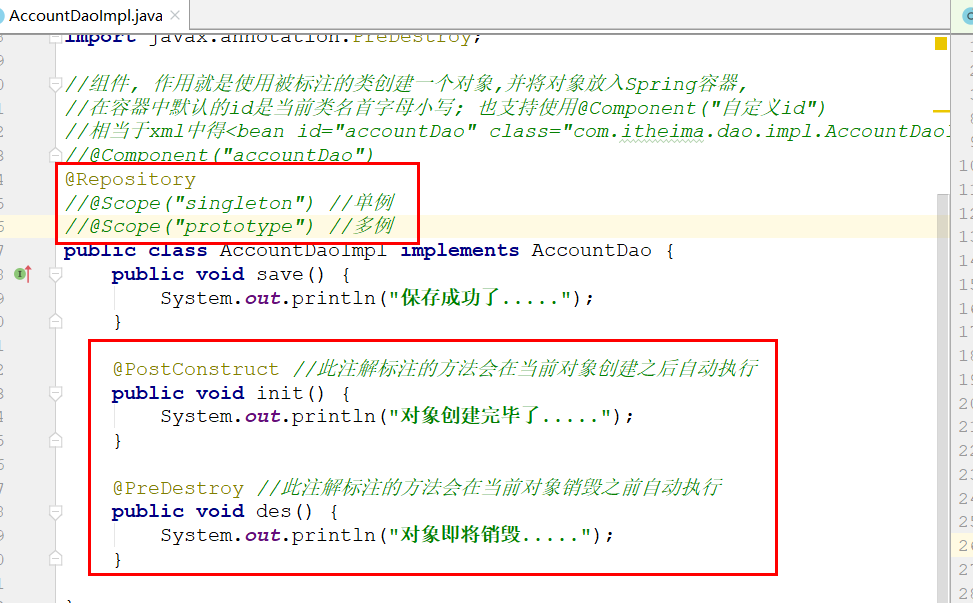 AccountDaoImpl.java
import javax.annotation.PreDestroy;
//组件, 作用就是使用被标注的类创建一个对象,并将对象放入Spring容器,
//在容器中默认的id是当前类名首字母小写; 也支持使用@Component("自定义id")
//相当于xml中得<bean id="accountDao" class="com.itheima.dao.impl.AccountDaoI
//@Component("accountDao")
@Repository
//@Scope("singleton") //单例
//@Scope("prototype") //多例
public class AccountDaoImpl implements AccountDao {
public void save() {
System.out.println("保存成功了.....");
}
@PostConstruct //此注解标注的方法会在当前对象创建之后自动执行
public void init() {
System.out.println("对象创建完毕了.....");
}
@PreDestroy //此注解标注的方法会在当前对象销毁之前自动执行
public void des() {
System.out.println("对象即将销毁.....");
}